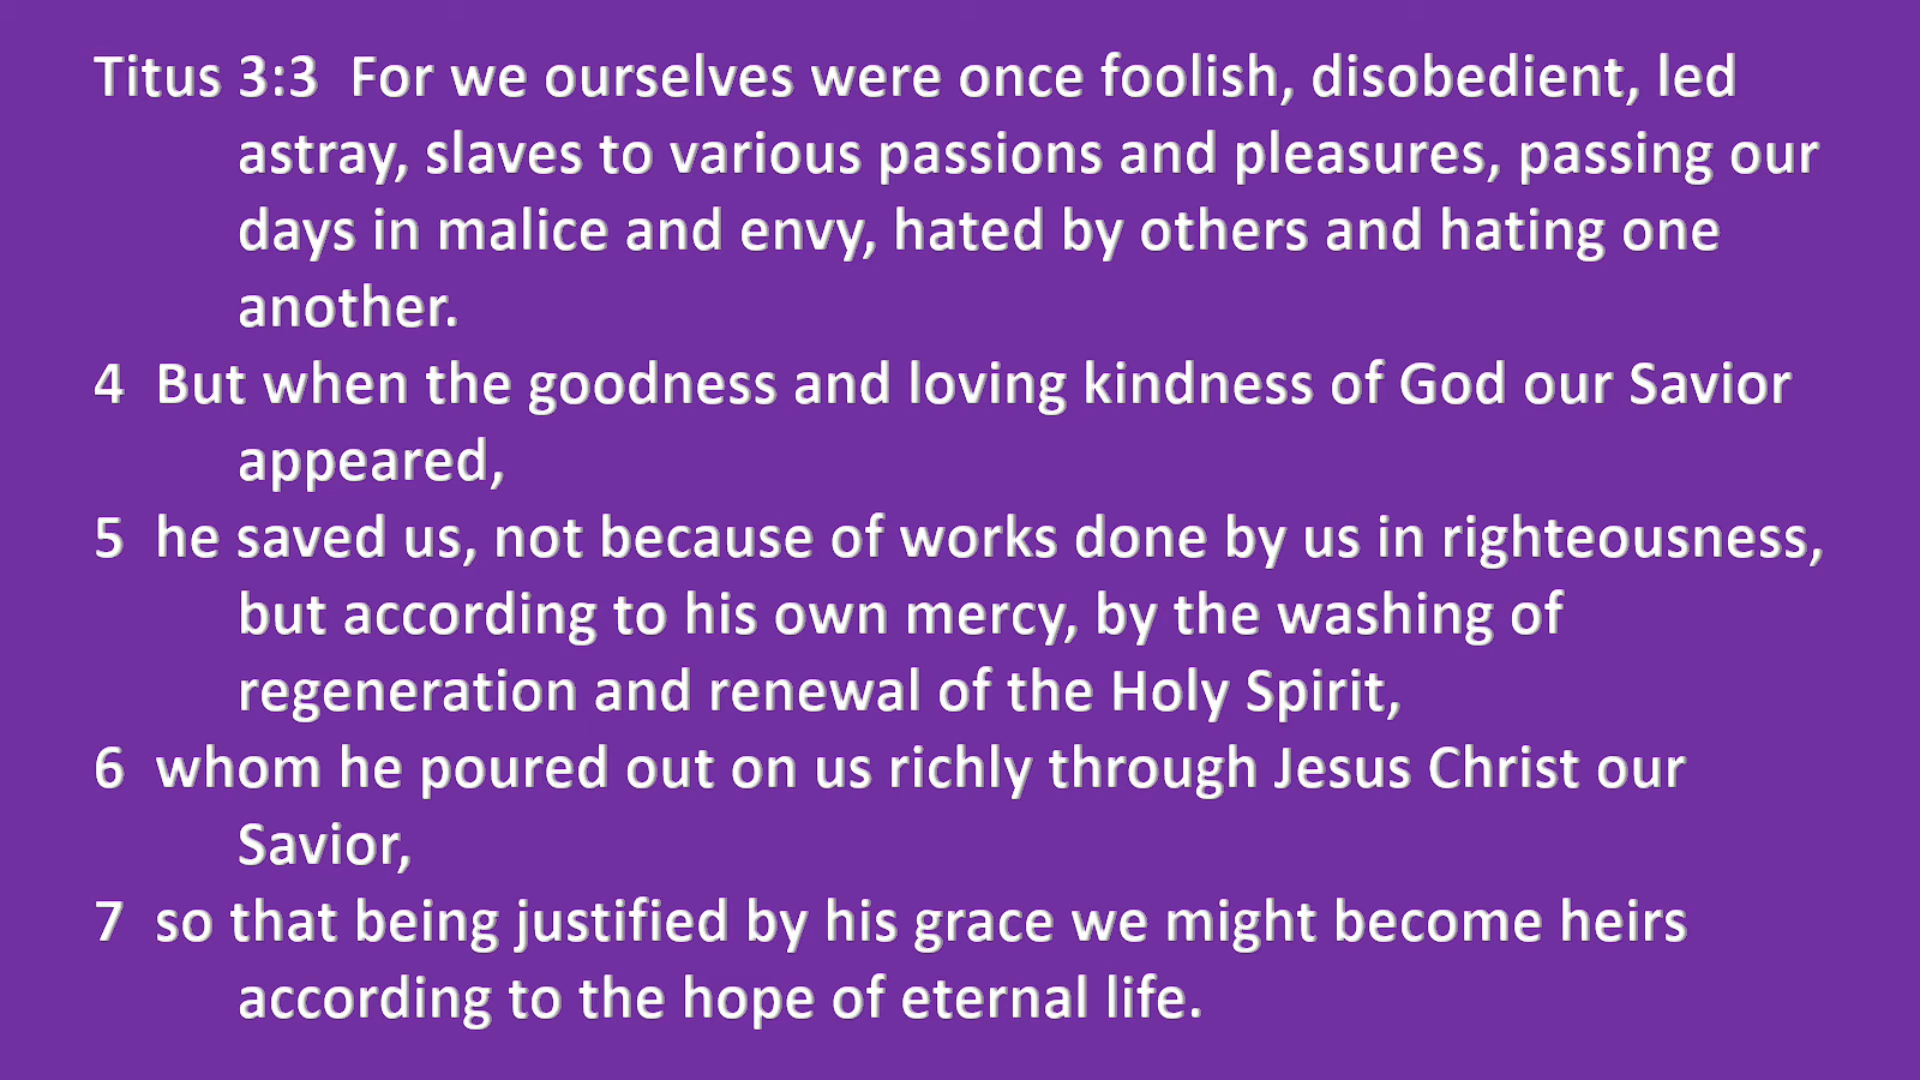 Titus 3:3  For we ourselves were once foolish, disobedient, led
astray, slaves to various passions and pleasures, passing our
days in malice and envy, hated by others and hating one
another.
4  But when the goodness and loving kindness of God our Savior
appeared,
5  he saved us, not because of works done by us in righteousness,
but according to his own mercy, by the washing of
regeneration and renewal of the Holy Spirit,
6  whom he poured out on us richly through Jesus Christ our
Savior,
7  so that being justified by his grace we might become heirs
according to the hope of eternal life.